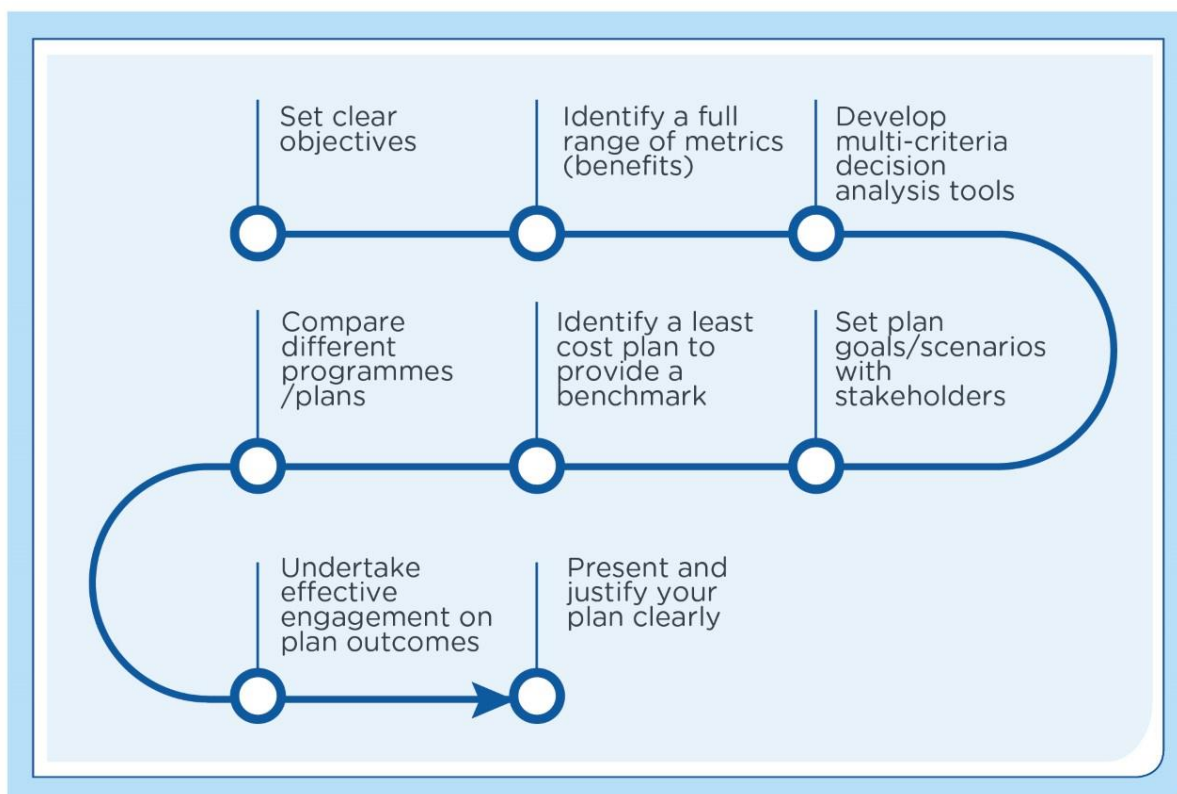 Set clear
objectives
Identify a full
range of metrics
(benefits)
Develop
multi-criteria
decision
analysis tools
Set plan
goals/scenarios
with
stakeholders
Identify a least
cost plan to
provide a
benchmark
Compare
different
programmes
/plans
Undertake
effective
engagement on
plan outcomes
Present and
justify your
plan clearly